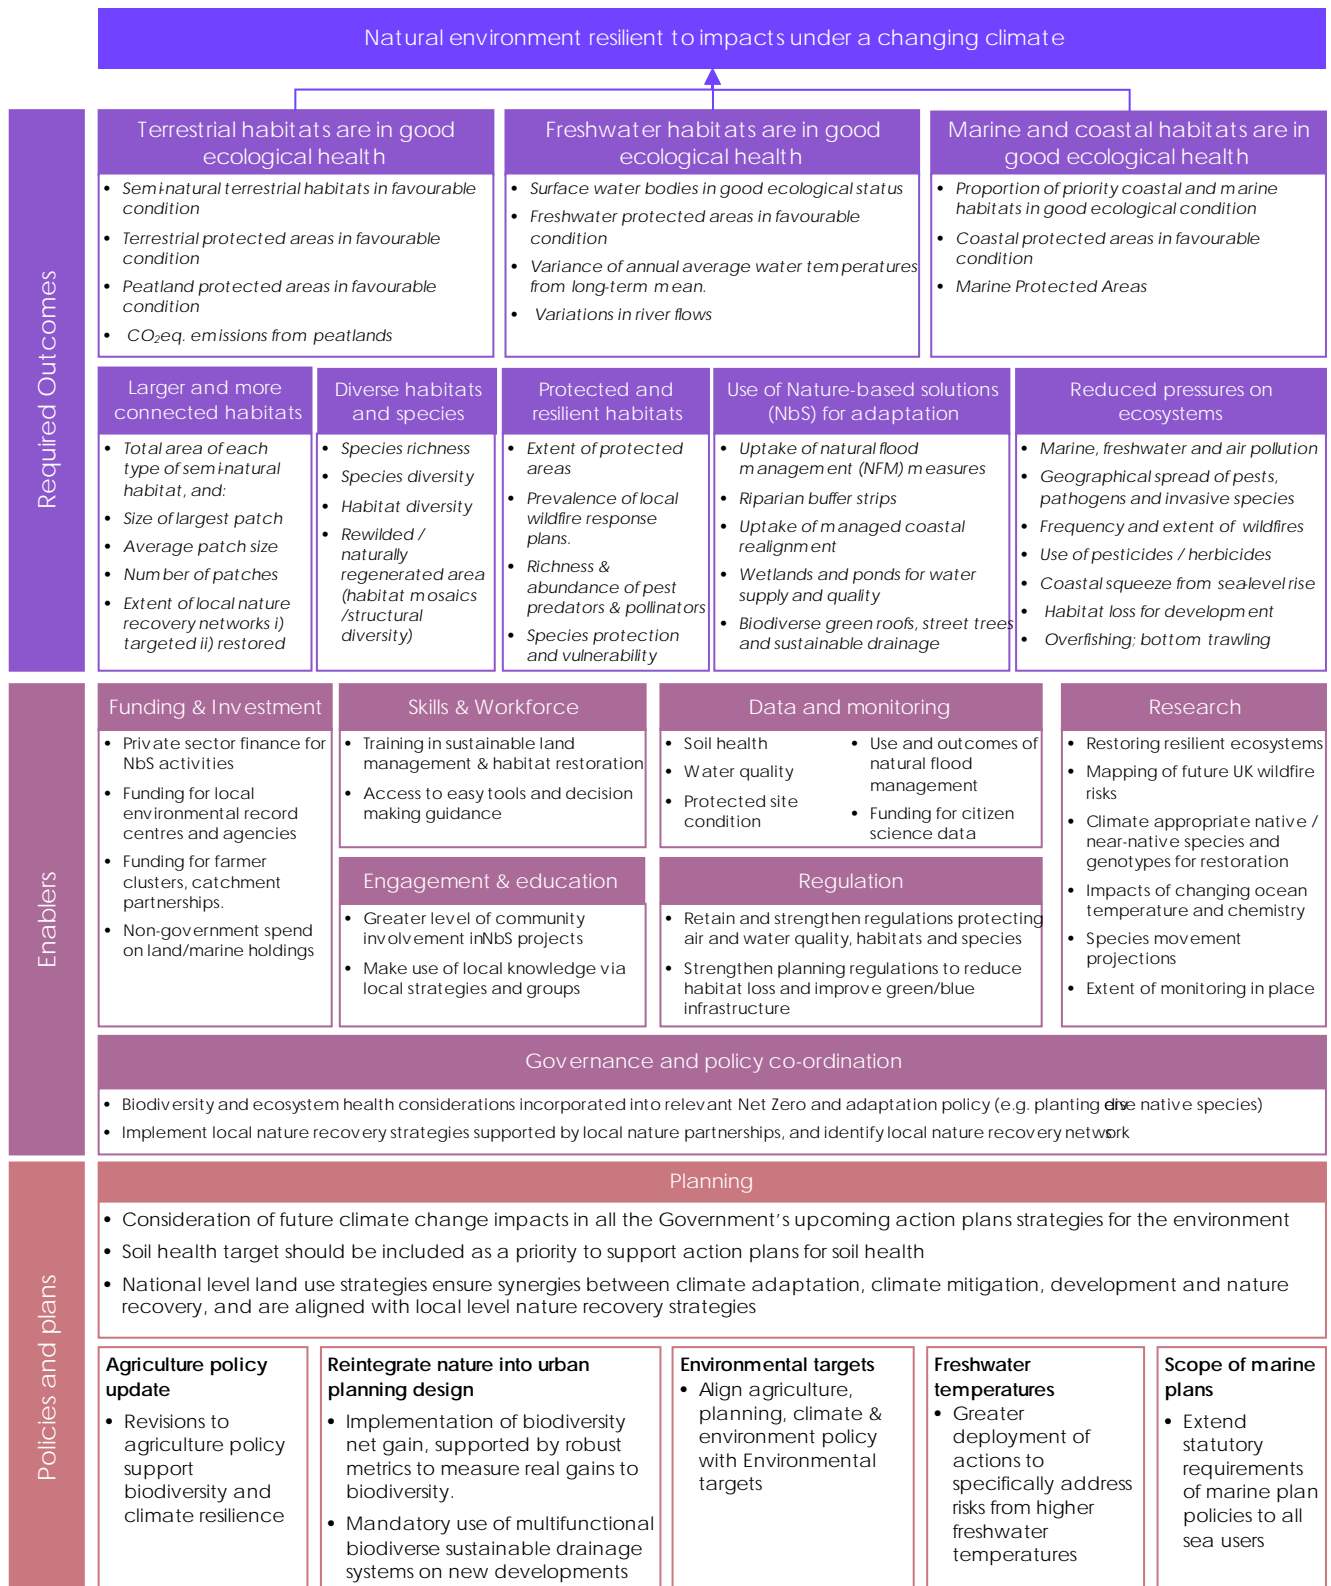 Natural environment resilient to impacts under a changing climate
Required Outcomes
Terrestrial habitats are in good
ecological health
• Semi-natural terrestrial habitats in favourable
condition
• Terrestrial protected areas in favourable
condition
• Peatland protected areas in favourable
condition
• CO₂eq. emissions from peatlands
Freshwater habitats are in good
ecological health
• Surface water bodies in good ecological status
• Freshwater protected areas in favourable
condition
• Variance of annual average water temperatures
from long-term mean.
• Variations in river flows
Marine and coastal habitats are in
good ecological health
• Proportion of priority coastal and marine
habitats in good ecological condition
• Coastal protected areas in favourable
condition
• Marine Protected Areas
Larger and more
connected habitats
• Total area of each
type of semi-natural
habitat, and:
• Size of largest patch
• Average patch size
• Number of patches
• Extent of local nature
recovery networks i)
targeted ii) restored
Diverse habitats
and species
• Species richness
• Species diversity
• Habitat diversity
• Rewilded /
naturally
regenerated area
(habitat mosaics
/structural
diversity)
Protected and
resilient habitats
• Extent of protected
areas
• Prevalence of local
wildfire response
plans.
• Richness &
abundance of pest
predators & pollinators
• Species protection
and vulnerability
Use of Nature-based solutions
(NbS) for adaptation
• Uptake of natural flood
management (NFM) measures
• Riparian buffer strips
• Uptake of managed coastal
realignment
• Wetlands and ponds for water
supply and quality
• Biodiverse green roofs, street trees
and sustainable drainage
Reduced pressures on
ecosystems
• Marine, freshwater and air pollution
• Geographical spread of pests,
pathogens and invasive species
• Frequency and extent of wildfires
• Use of pesticides / herbicides
• Coastal squeeze from sea-level rise
• Habitat loss for development
• Overfishing; bottom trawling
Enablers
Funding & Investment
• Private sector finance for
NbS activities
• Funding for local
environmental record
centres and agencies
• Funding for farmer
clusters, catchment
partnerships.
• Non-government spend
on land/marine holdings
Skills & Workforce
• Training in sustainable land
management & habitat restoration
• Access to easy tools and decision
making guidance
Data and monitoring
• Soil health
• Water quality
• Protected site
condition
• Use and outcomes of
natural flood
management
• Funding for citizen
science data
Research
• Restoring resilient ecosystems
• Mapping of future UK wildfire
risks
• Climate appropriate native /
near-native species and
genotypes for restoration
• Impacts of changing ocean
temperature and chemistry
• Species movement
projections
• Extent of monitoring in place
Engagement & education
• Greater level of community
involvement inNbS projects
• Make use of local knowledge via
local strategies and groups
Regulation
• Retain and strengthen regulations protecting
air and water quality, habitats and species
• Strengthen planning regulations to reduce
habitat loss and improve green/blue
infrastructure
Governance and policy co-ordination
• Biodiversity and ecosystem health considerations incorporated into relevant Net Zero and adaptation policy (e.g. planting native species)
• Implement local nature recovery strategies supported by local nature partnerships, and identify local nature recovery networks
Policies and plans
Planning
• Consideration of future climate change impacts in all the Government's upcoming action plans strategies for the environment
• Soil health target should be included as a priority to support action plans for soil health
• National level land use strategies ensure synergies between climate adaptation, climate mitigation, development and nature
recovery, and are aligned with local level nature recovery strategies
Agriculture policy
update
• Revisions to
agriculture policy
support
biodiversity and
climate resilience
Reintegrate nature into urban
planning design
• Implementation of biodiversity
net gain, supported by robust
metrics to measure real gains to
biodiversity.
• Mandatory use of multifunctional
biodiverse sustainable drainage
systems on new developments
Environmental targets
• Align agriculture,
planning, climate &
environment policy
with Environmental
targets
Freshwater
temperatures
• Greater
deployment of
actions to
specifically address
risks from higher
freshwater
temperatures
Scope of marine
plans
• Extend
statutory
requirements
of marine plan
policies to all
sea users